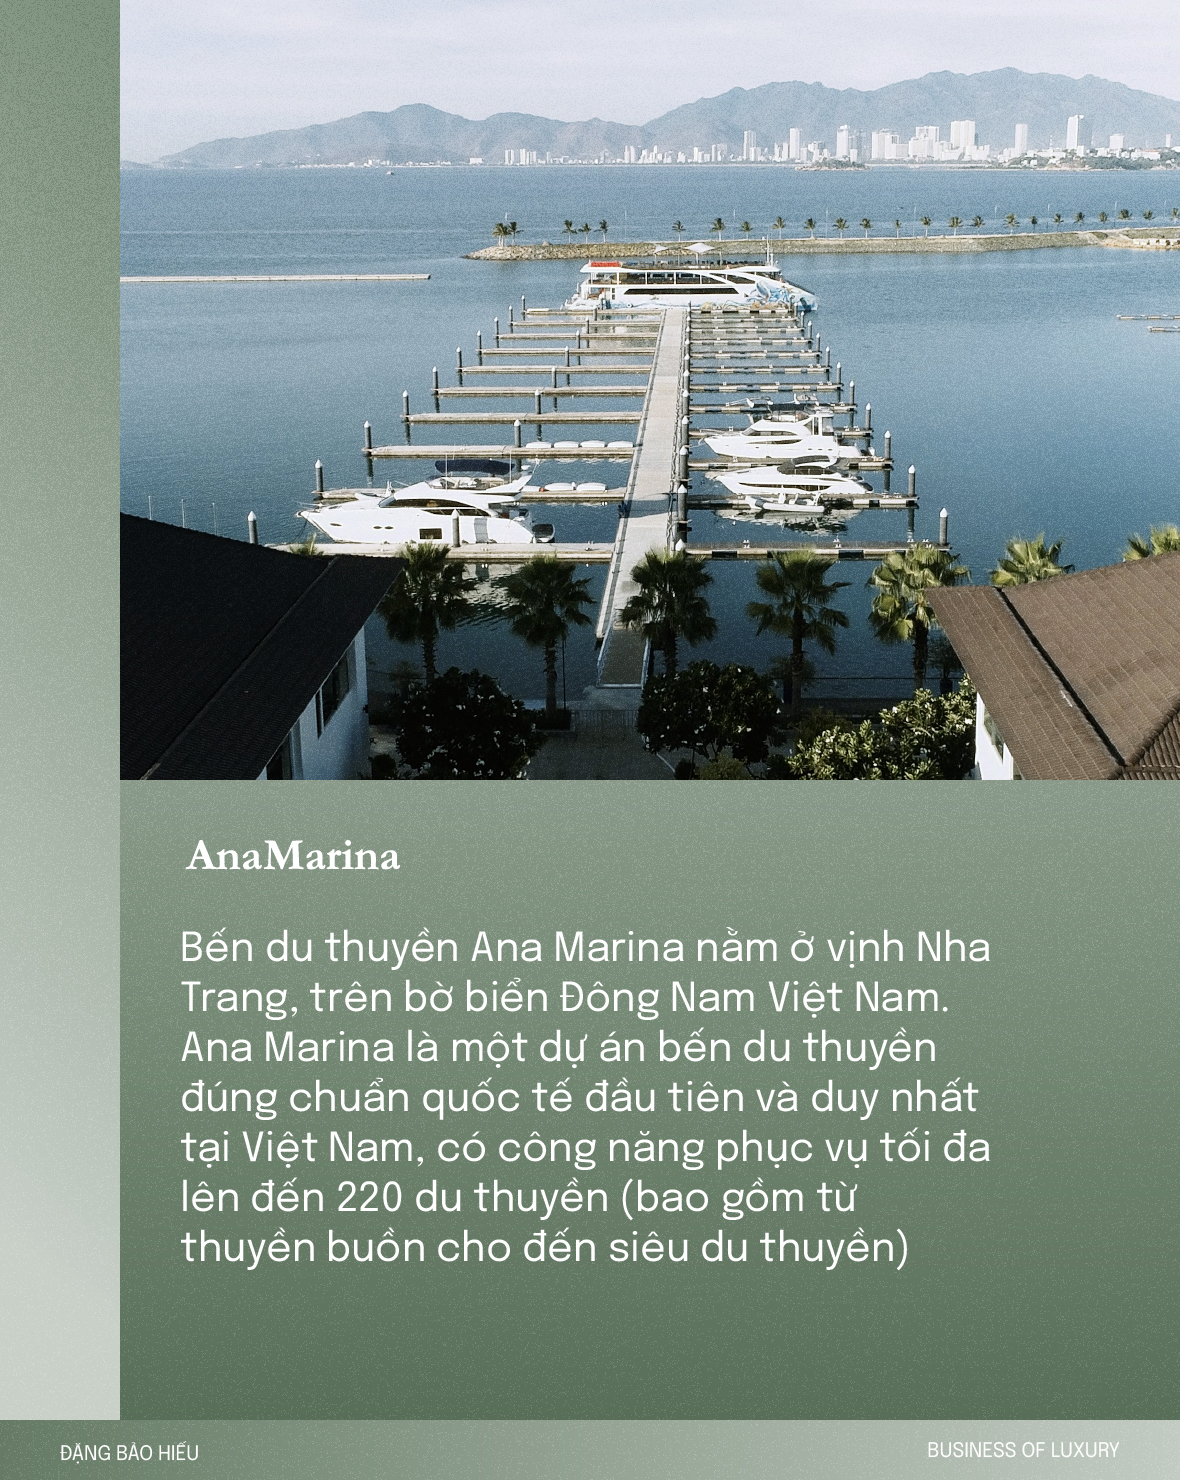 AnaMarina
Bến du thuyền Ana Marina nằm ở vịnh Nha
Trang, trên bờ biển Đông Nam Việt Nam.
Ana Marina là một dự án bến du thuyền
đúng chuẩn quốc tế đầu tiên và duy nhất
tại Việt Nam, có công năng phục vụ tối đa
lên đến 220 du thuyền (bao gồm từ
thuyền buồn cho đến siêu du thuyền)
ĐẶNG BẢO HIẾU
BUSINESS OF LUXURY